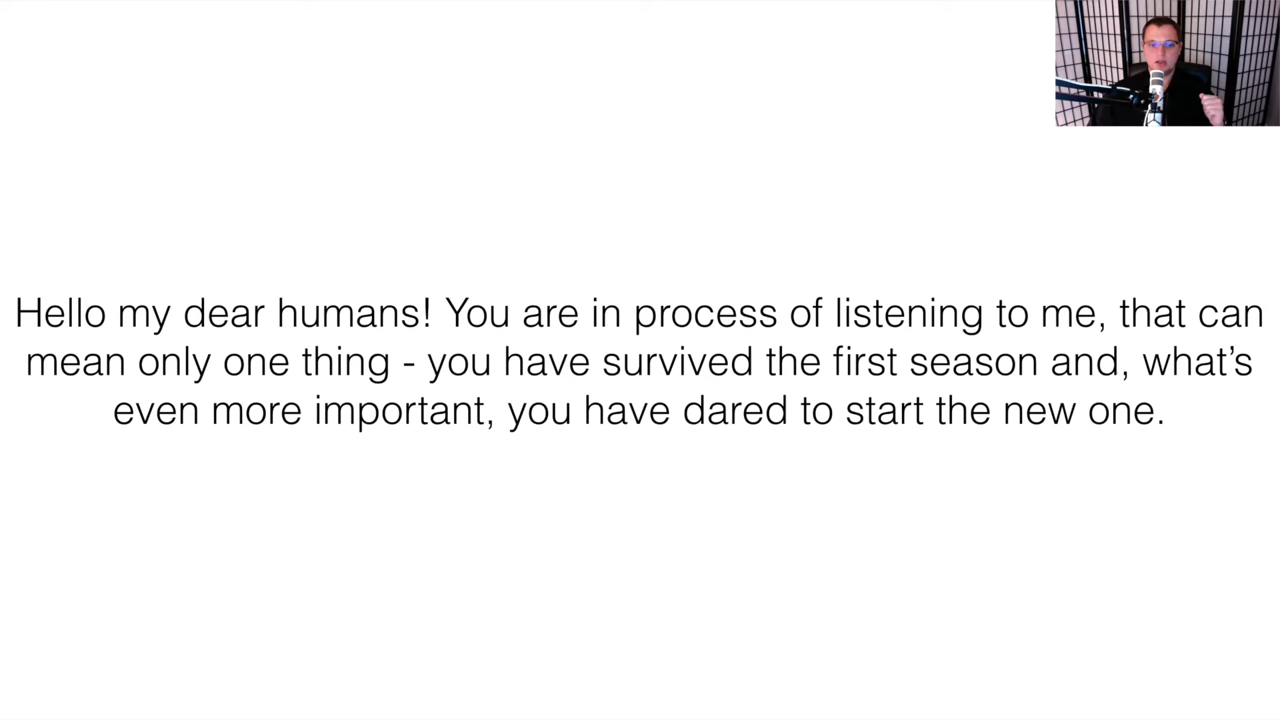 Hello my dear humans! You are in process of listening to me, that can
mean only one thing - you have survived the first season and, what’s
even more important, you have dared to start the new one.